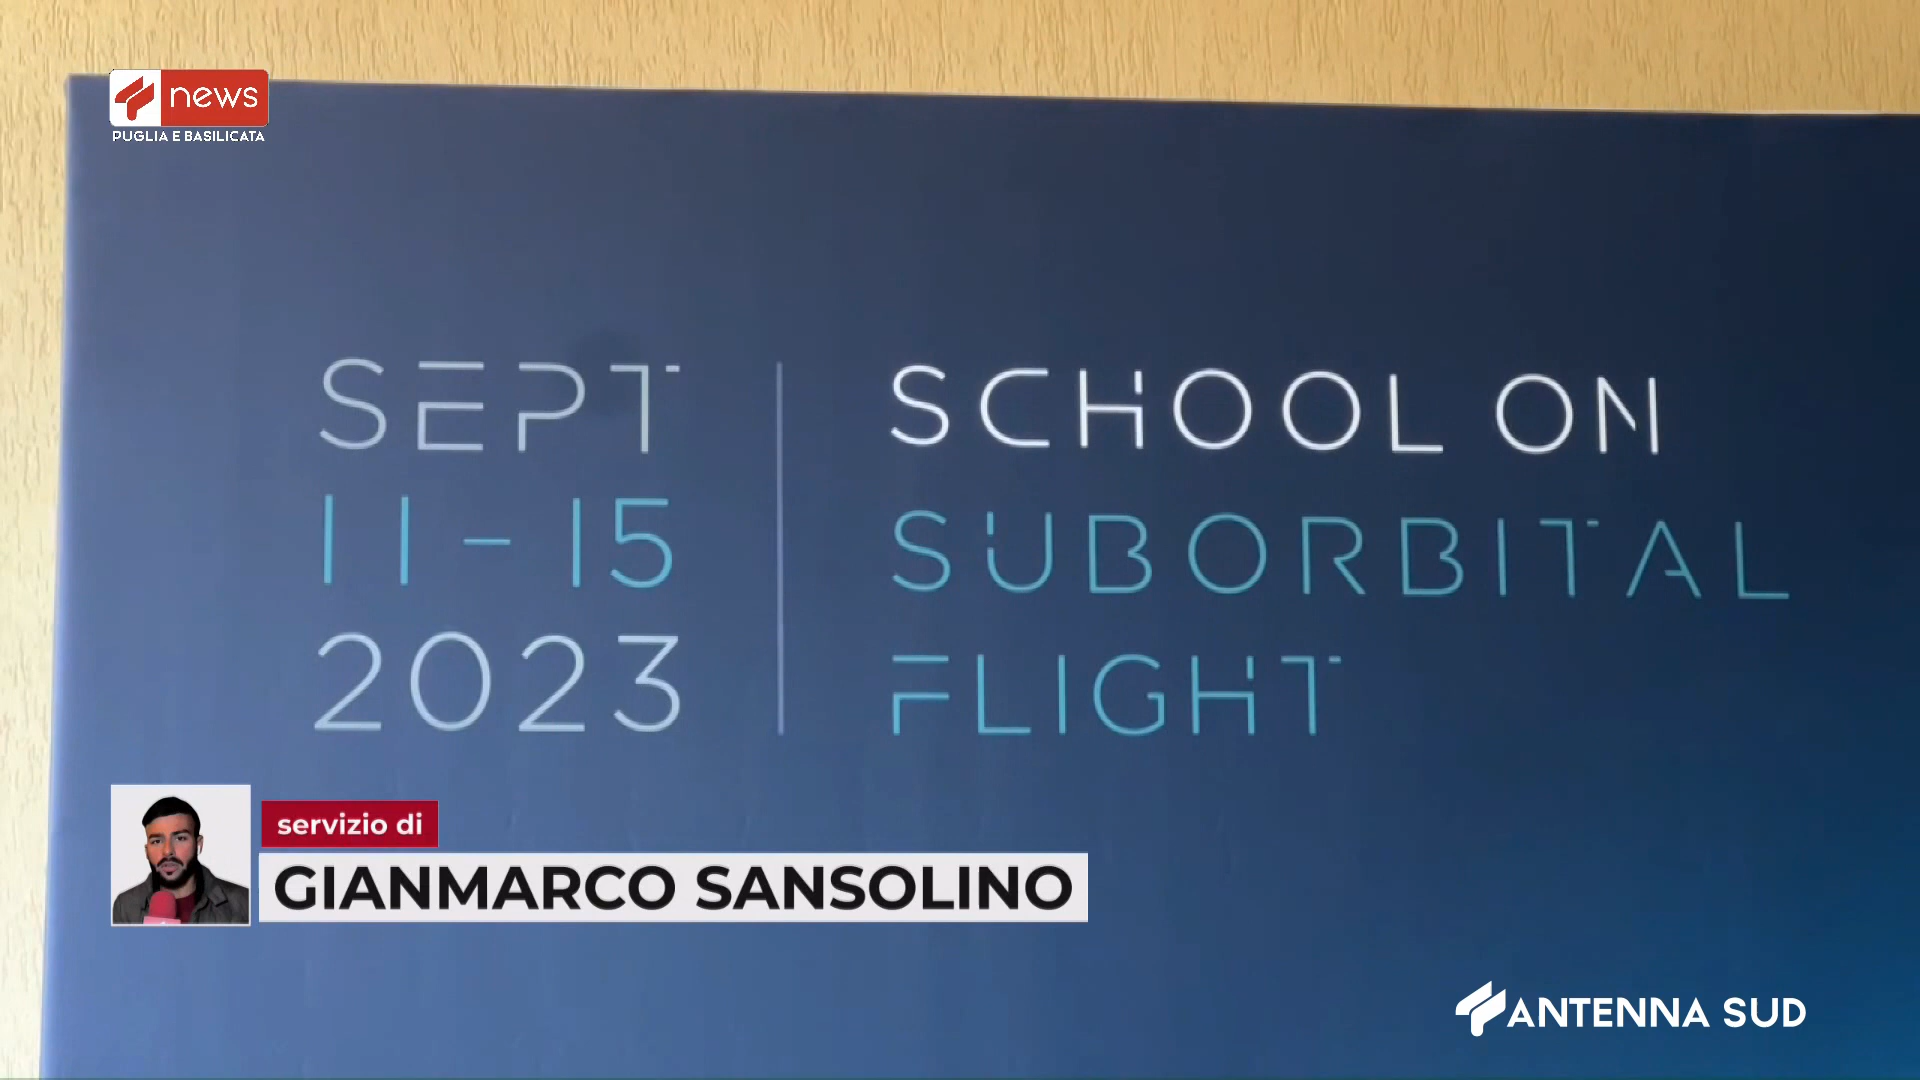 news
PUGLIA E BASILICATA
SEPT
11-15
2023
SCHOOL ON
SUBORBITAL
FLIGHT
servizio di
GIANMARCO SANSOLINO
ANTENNA SUD